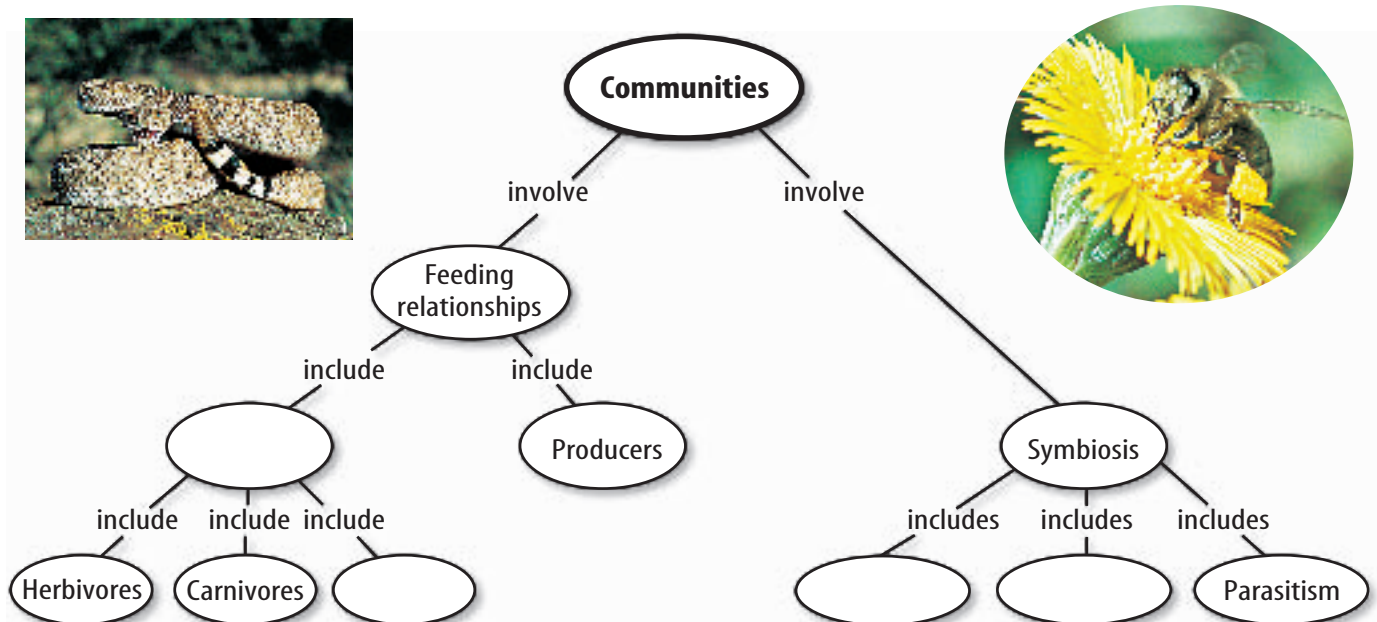 Communities
involve
involve
Feeding
relationships
include
include
Producers
Symbiosis
include
include
include
includes
includes
includes
Herbivores
Carnivores
Parasitism